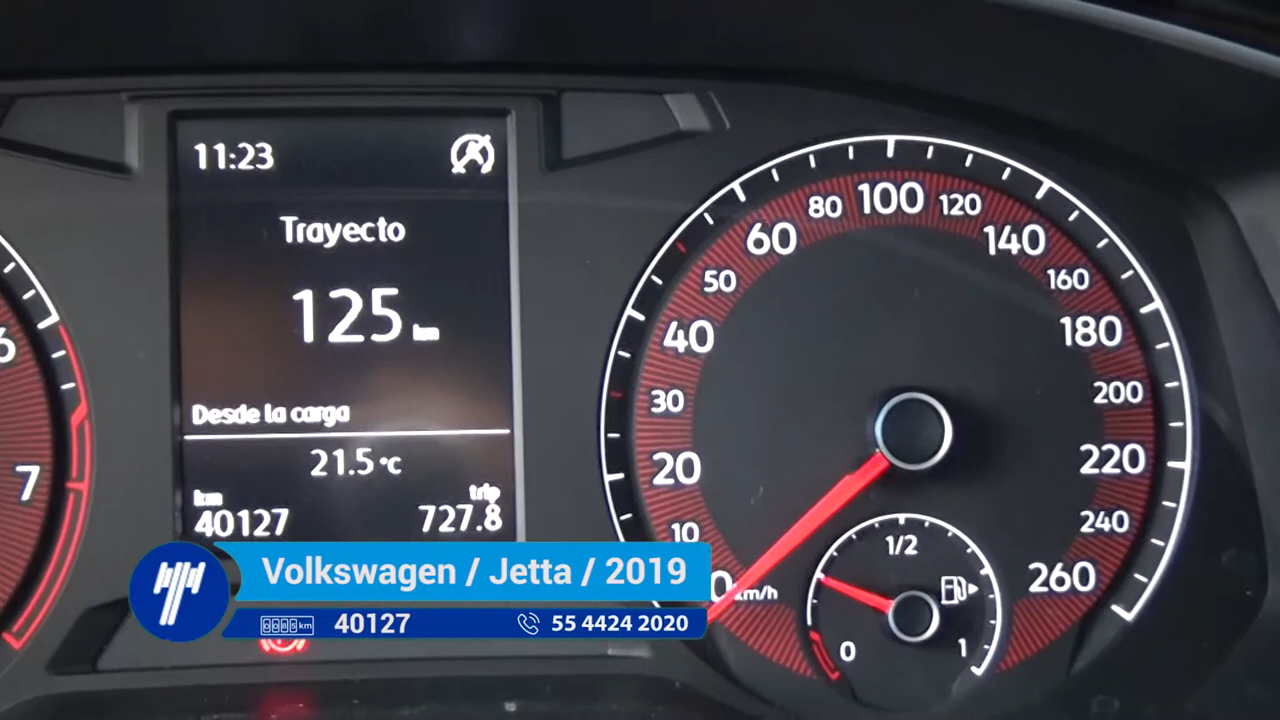 11:23
Trayecto
125 km
Desde la carga
21.5 °C
km
trip
40127
727.8
6
7
0
10
20
30
40
50
60
80
100
120
140
160
180
200
220
240
260
km/h
0
1/2
1
Volkswagen / Jetta / 2019
km
40127
55 4424 2020